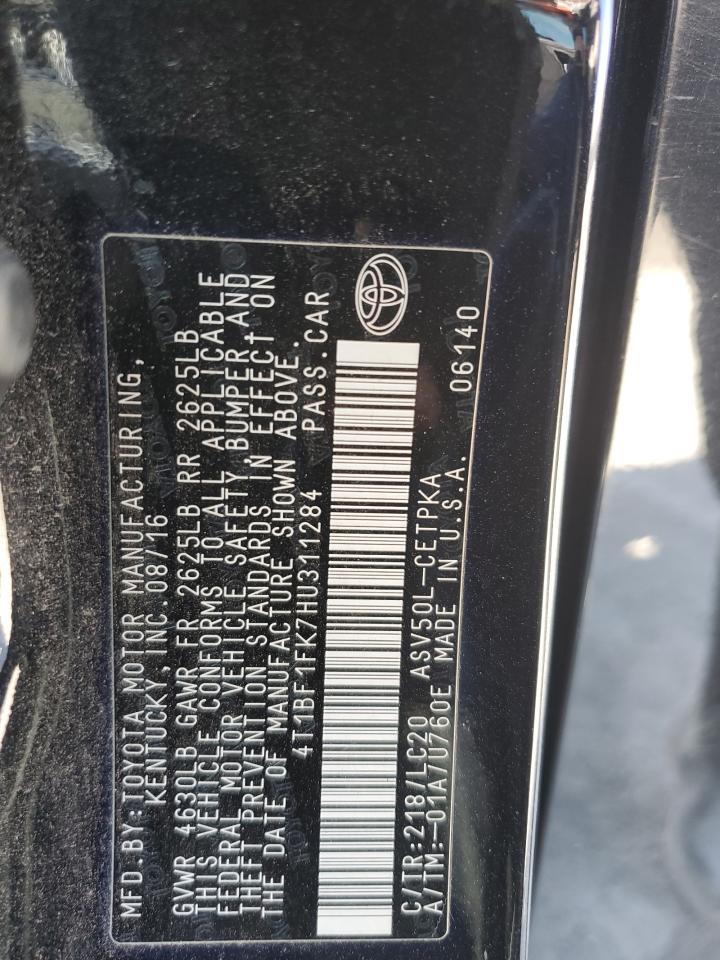 MFD.BY:TOYOTA MOTOR MANUFACTURING,
KENTUCKY, INC.08/16
GVWR 4630LB GAWR FR 2625LB RR 2625LB
THIS VEHICLE CONFORMS TO ALL APPLICABLE
FEDERAL MOTOR VEHICLE SAFETY,BUMPER,AND
THEFT PREVENTION STANDARDS IN EFFECT ON
THE DATE OF MANUFACTURE SHOWN ABOVE.
4T1BF1FK7HU311284 PASS.CAR
C/TR:218/LC20 ASV50L-CETPKA
A/TM:-01A/U760E MADE IN U.S.A. 06140